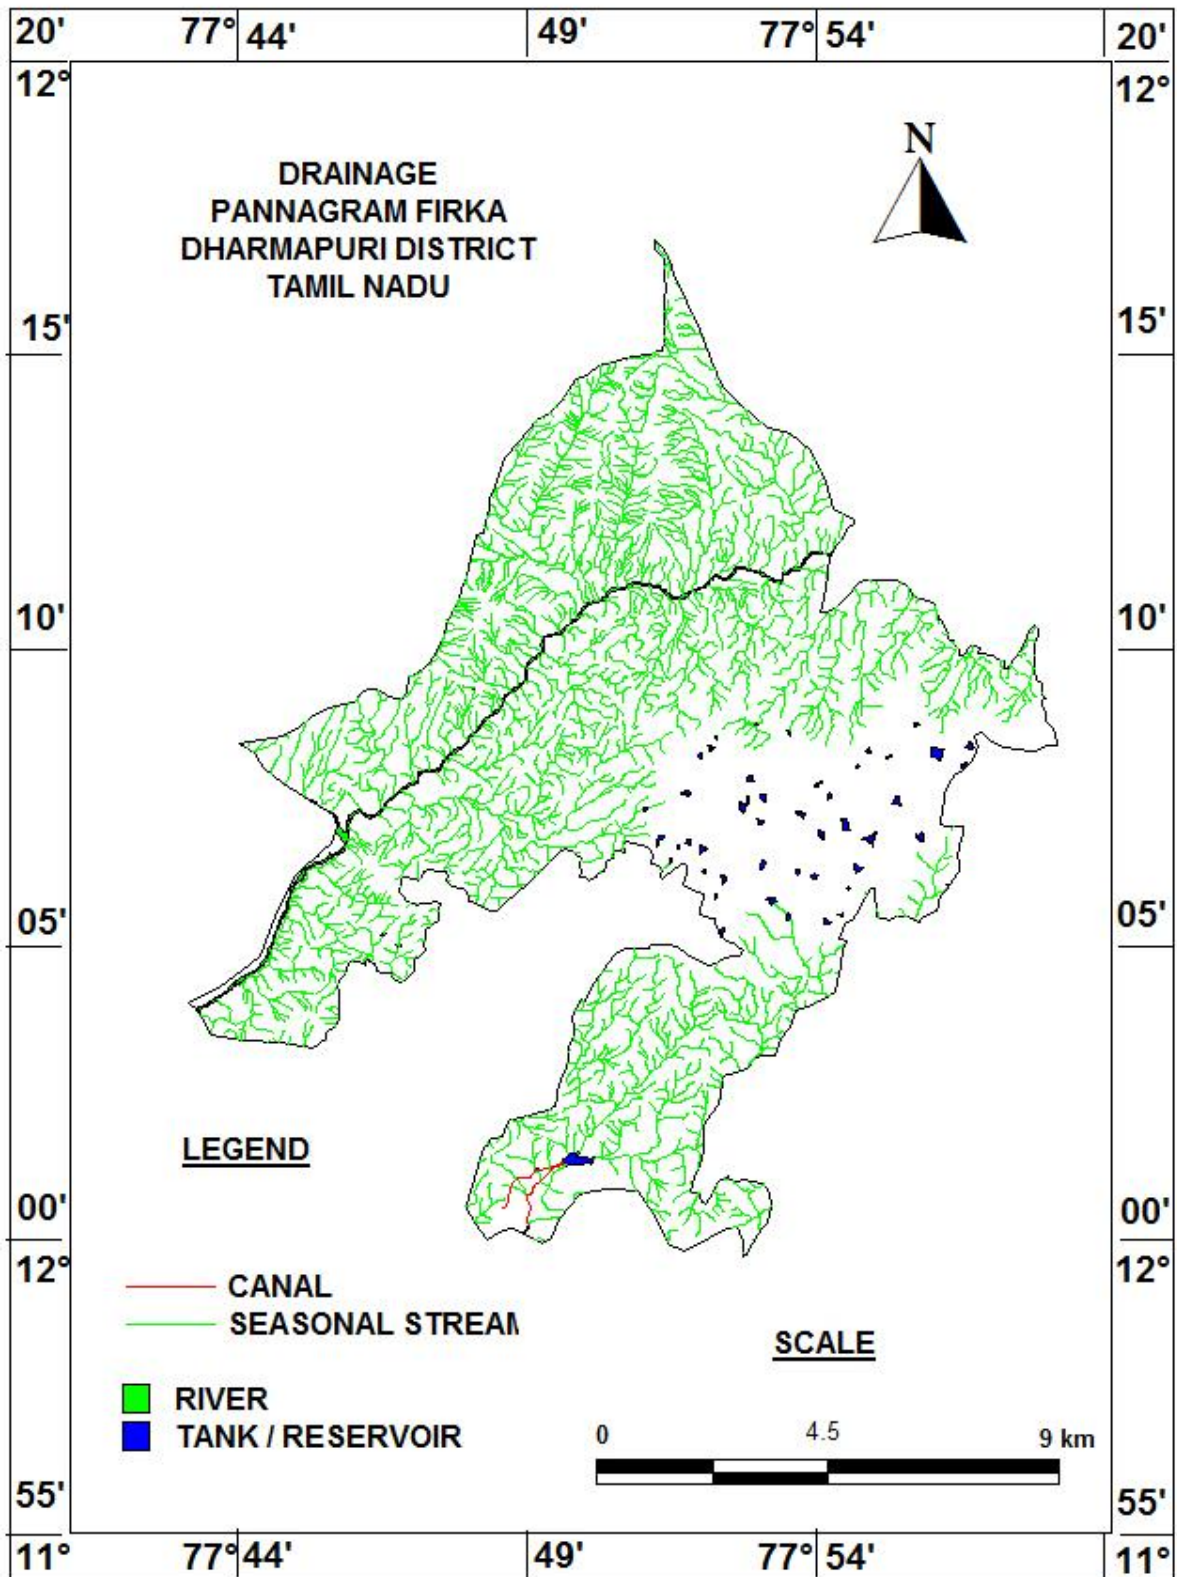 20' 77° 44' 49' 77° 54' 20'
12° 12°
N
DRAINAGE
PANNAGRAM FIRKA
DHARMAPURI DISTRICT
TAMIL NADU
15' 15'
10' 10'
05' 05'
LEGEND
00' 00'
12° 12°
CANAL
SEASONAL STREAM
SCALE
RIVER
TANK / RESERVOIR
0 4.5 9 km
55' 55'
11° 77° 44' 49' 77° 54' 11°